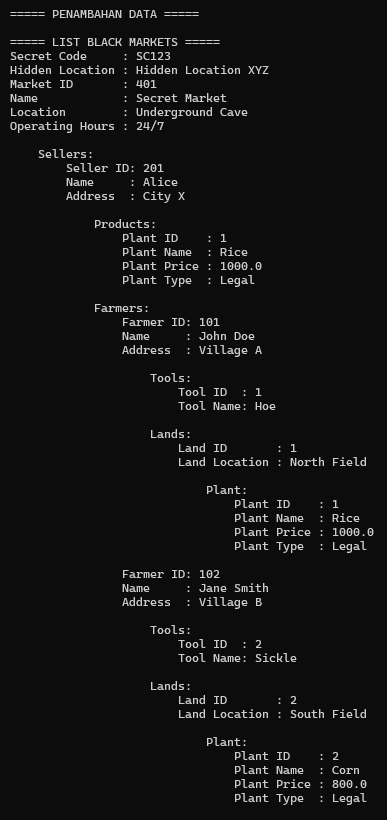 ===== PENAMBAHAN DATA =====
===== LIST BLACK MARKETS =====
Secret Code     : SC123
Hidden Location : Hidden Location XYZ
Market ID       : 401
Name            : Secret Market
Location        : Underground Cave
Operating Hours : 24/7
    Sellers:
        Seller ID: 201
        Name     : Alice
        Address  : City X
            Products:
                Plant ID    : 1
                Plant Name  : Rice
                Plant Price : 1000.0
                Plant Type  : Legal
            Farmers:
                Farmer ID: 101
                Name     : John Doe
                Address  : Village A
                    Tools:
                        Tool ID  : 1
                        Tool Name: Hoe
                    Lands:
                        Land ID       : 1
                        Land Location : North Field
                            Plant:
                                Plant ID    : 1
                                Plant Name  : Rice
                                Plant Price : 1000.0
                                Plant Type  : Legal
                Farmer ID: 102
                Name     : Jane Smith
                Address  : Village B
                    Tools:
                        Tool ID  : 2
                        Tool Name: Sickle
                    Lands:
                        Land ID       : 2
                        Land Location : South Field
                            Plant:
                                Plant ID    : 2
                                Plant Name  : Corn
                                Plant Price : 800.0
                                Plant Type  : Legal